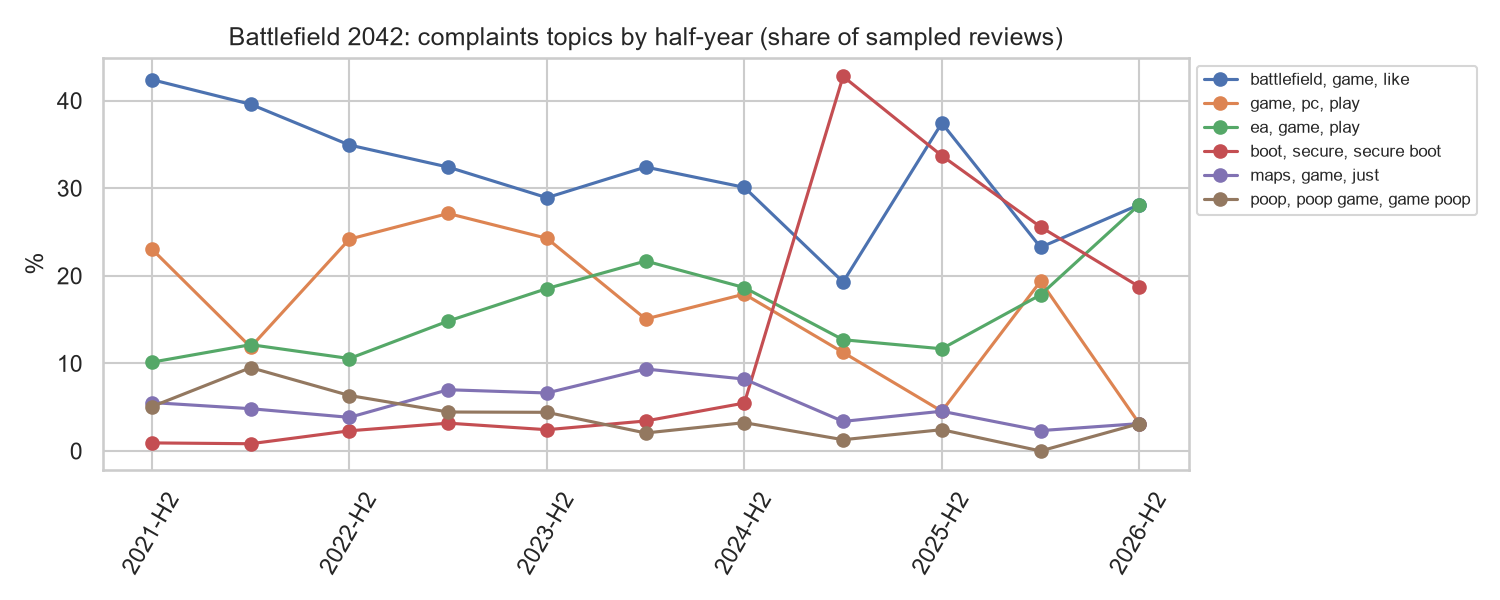 Battlefield 2042: complaints topics by half-year (share of sampled reviews)
%
40
30
20
10
0
2021-H2
2022-H2
2023-H2
2024-H2
2025-H2
2026-H2
battlefield, game, like
game, pc, play
ea, game, play
boot, secure, secure boot
maps, game, just
poop, poop game, game poop